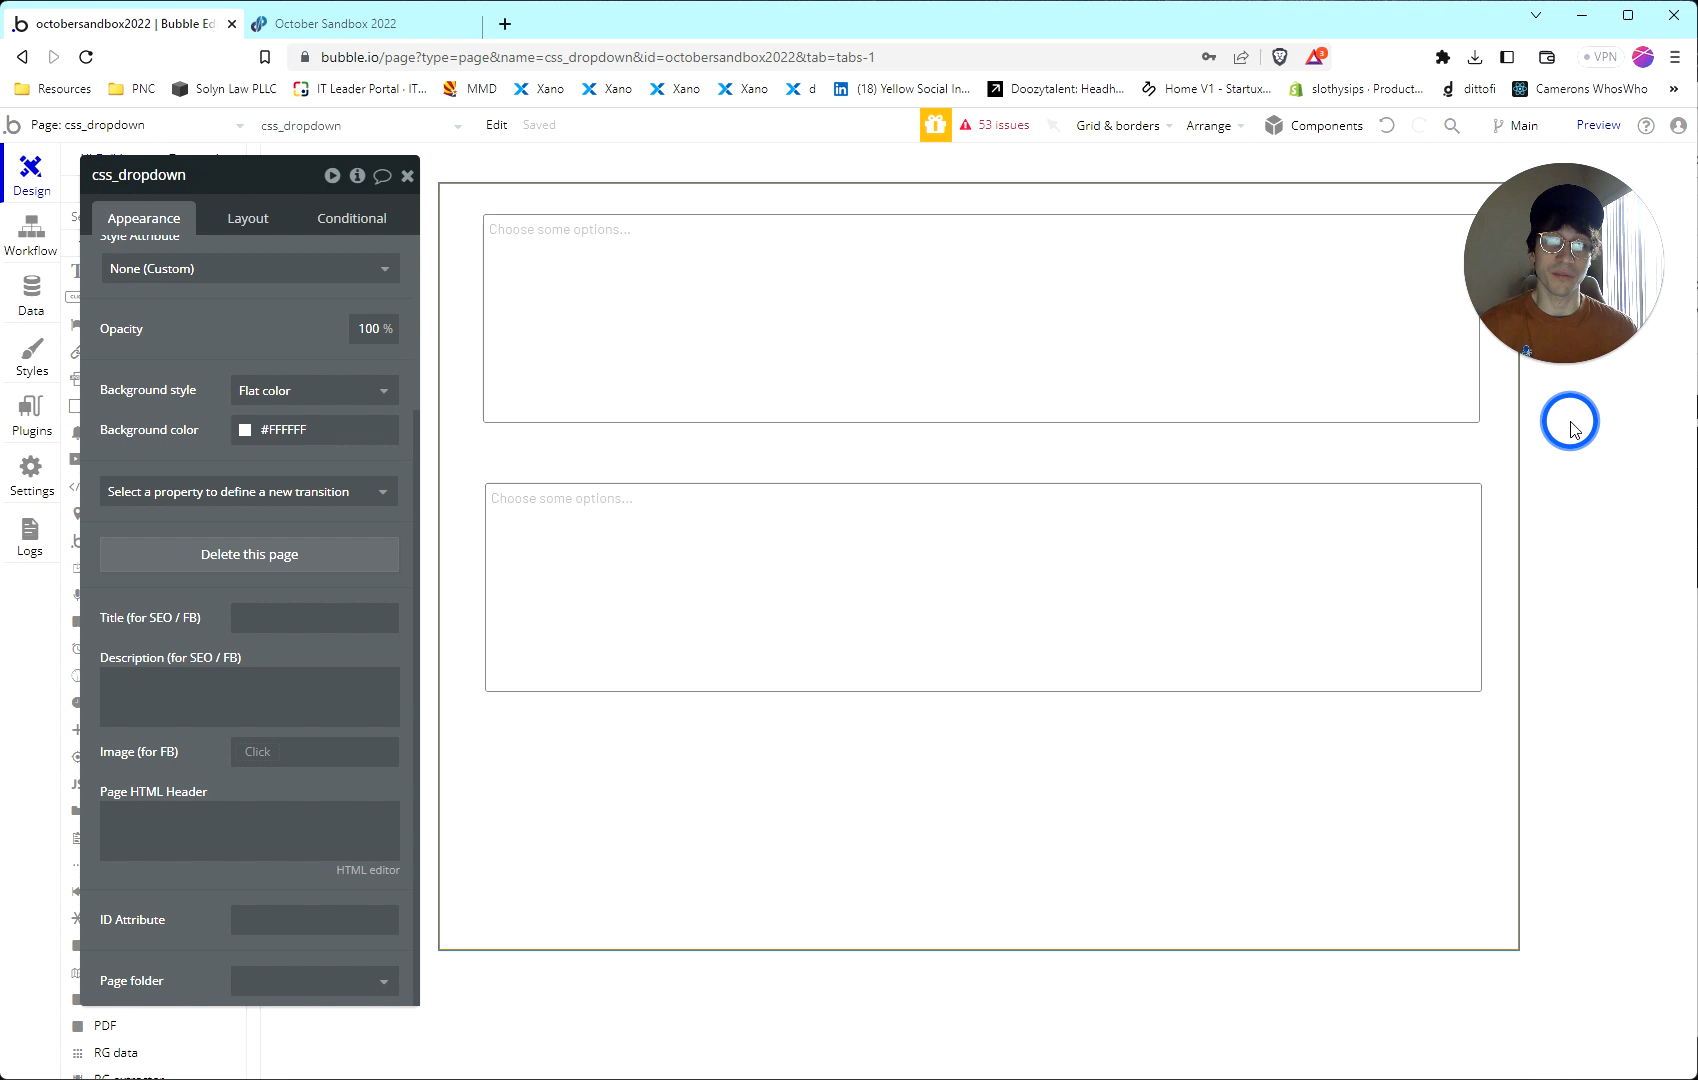 octobersandbox2022 | Bubble Ed
October Sandbox 2022
bubble.io/page?type=page&name=css_dropdown&id=octobersandbox2022&tab=tabs-1
3
VPN
Resources
PNC
Solyn Law PLLC
IT Leader Portal · IT...
MMD
Xano
Xano
Xano
Xano
d
(18) Yellow Social In...
Doozytalent: Headh...
Home V1 - Startux...
slothysips · Product...
dittofi
Camerons WhosWho
»
Page: css_dropdown
css_dropdown
Edit
Saved
53 issues
Grid & borders
Arrange
Components
Main
Preview
Design
Workflow
Data
Styles
Plugins
Settings
Logs
css_dropdown
Appearance
Layout
Conditional
Style Attribute
None (Custom)
Opacity
100 %
Background style
Flat color
Background color
#FFFFFF
Select a property to define a new transition
Delete this page
Title (for SEO / FB)
Description (for SEO / FB)
Image (for FB)
Click
Page HTML Header
HTML editor
ID Attribute
Page folder
PDF
RG data
Choose some options...
Choose some options...